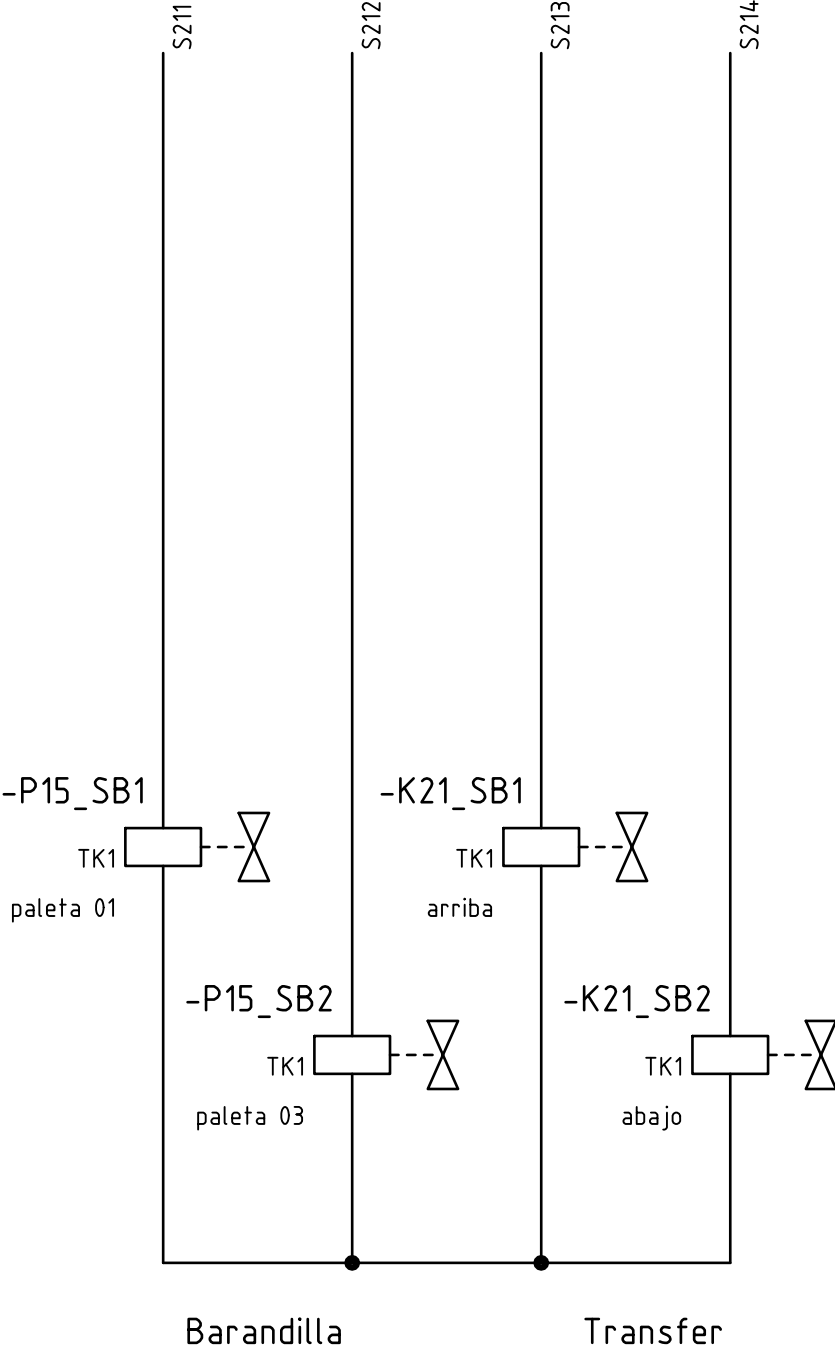 S211
S212
S213
S214
-P15_SB1
TK1
paleta 01
-K21_SB1
TK1
arriba
-P15_SB2
TK1
paleta 03
-K21_SB2
TK1
abajo
Barandilla
Transfer